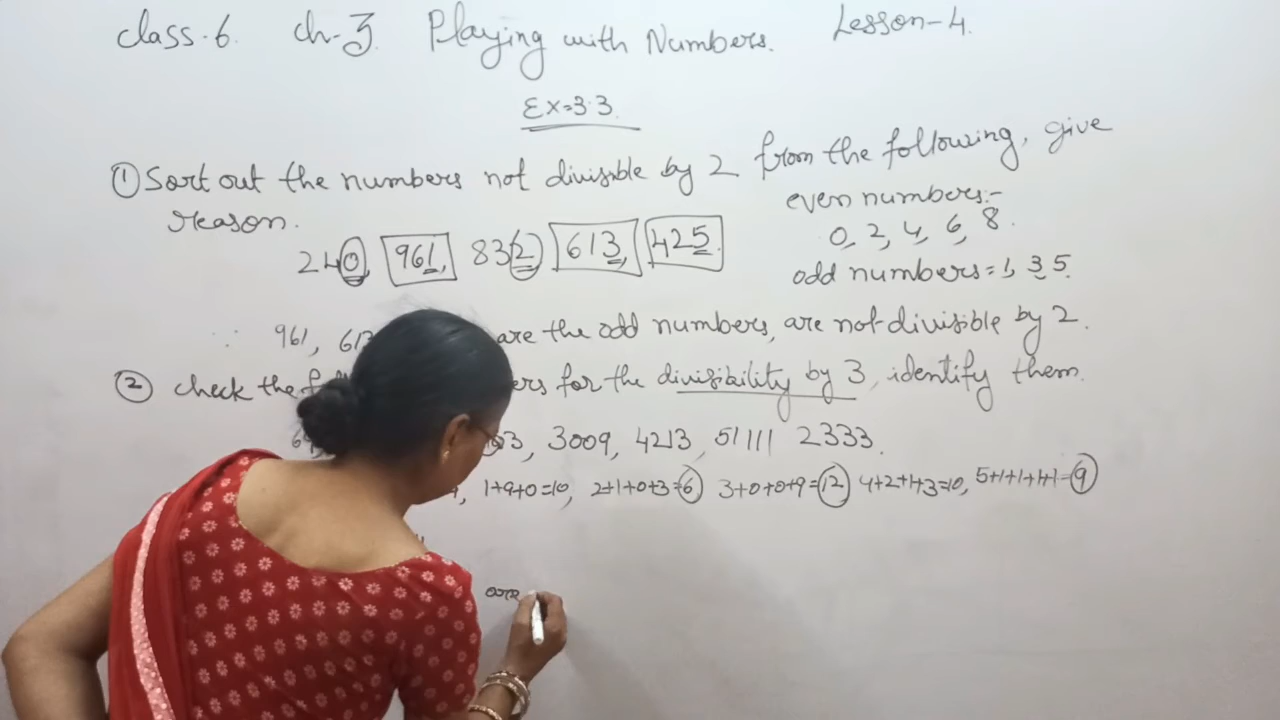 class-6. ch-3. Playing with Numbers. Lesson-4.
Ex=3.3.
① Sort out the numbers not divisible by 2 from the following, give
reason.
even numbers:-
0, 2, 4, 6, 8.
240, 961, 832, 613, 425.
odd numbers = 1, 3, 5.
∴ 961, 613 are the odd numbers, are not divisible by 2.
② check the for the divisibility by 3, identify them.
3009, 4213, 51111 2333.
1+9+0=10, 2+1+0+3=6 3+0+0+9=12 4+2+1+3=10, 5+1+1+1+1=9
are